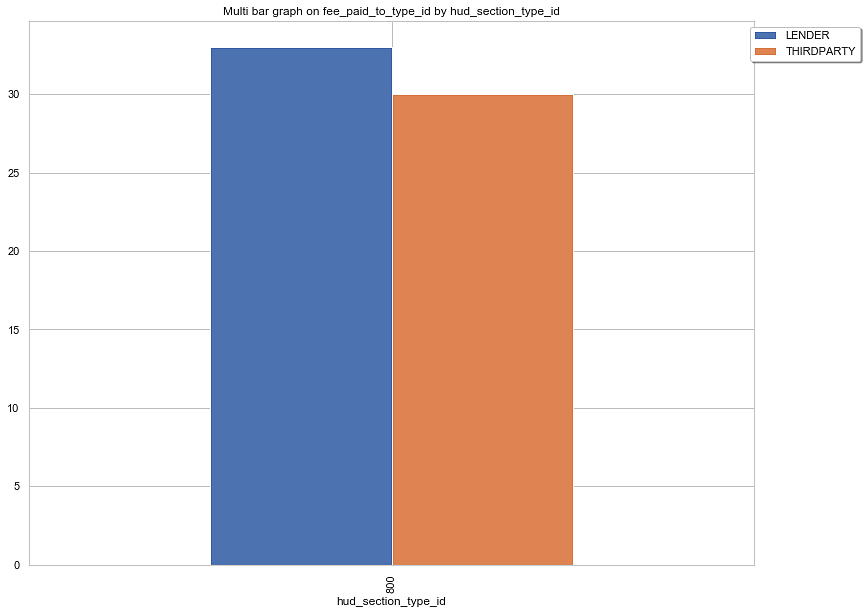 Multi bar graph on fee_paid_to_type_id by hud_section_type_id
LENDER
THIRDPARTY
30
25
20
15
10
5
0
800
hud_section_type_id